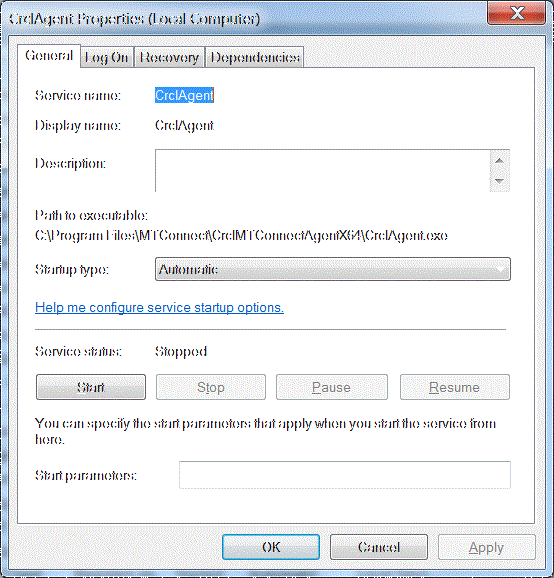 CrclAgent Properties (Local Computer)
General Log On Recovery Dependencies
Service name: CrclAgent
Display name: CrclAgent
Description:
Path to executable:
C:\Program Files\MTConnect\CrclMTConnectAgentX64\CrclAgent.exe
Startup type: Automatic
Help me configure service startup options.
Service status: Stopped
Start Stop Pause Resume
You can specify the start parameters that apply when you start the service from
here.
Start parameters:
OK Cancel Apply